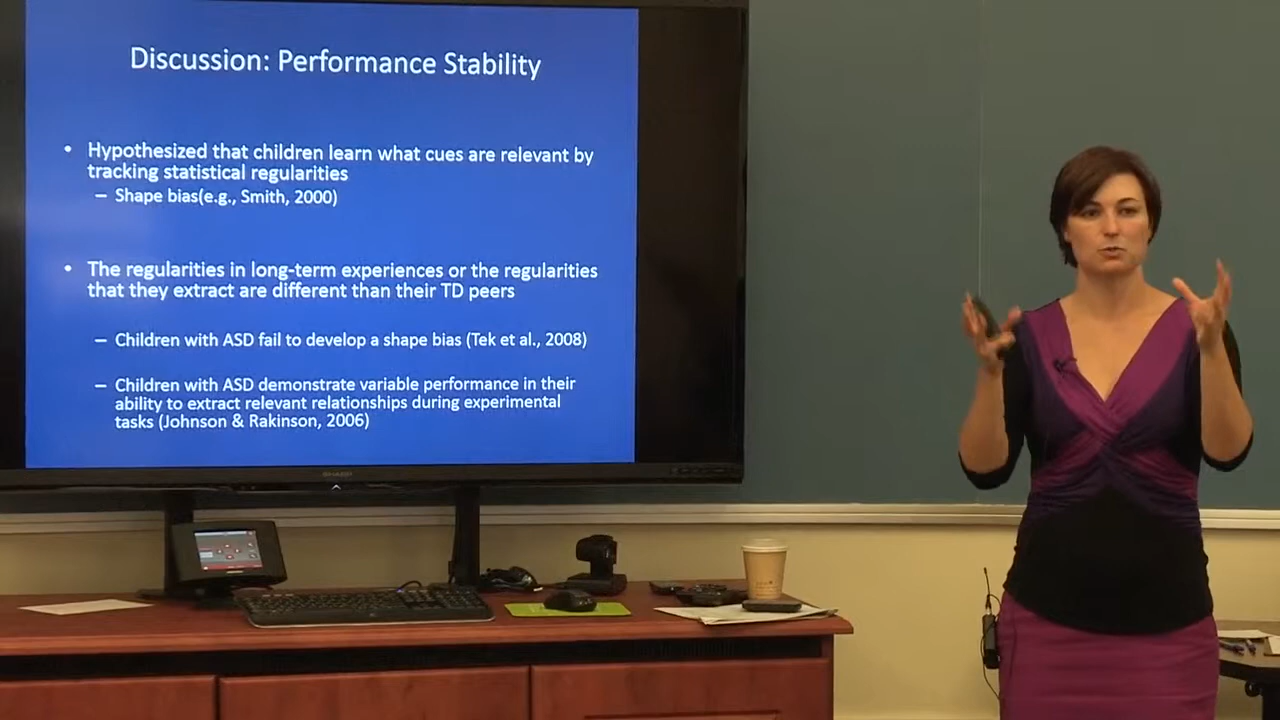 Discussion: Performance Stability
• Hypothesized that children learn what cues are relevant by
tracking statistical regularities
– Shape bias(e.g., Smith, 2000)
• The regularities in long-term experiences or the regularities
that they extract are different than their TD peers
– Children with ASD fail to develop a shape bias (Tek et al., 2008)
– Children with ASD demonstrate variable performance in their
ability to extract relevant relationships during experimental
tasks (Johnson & Rakinson, 2006)
SHARP